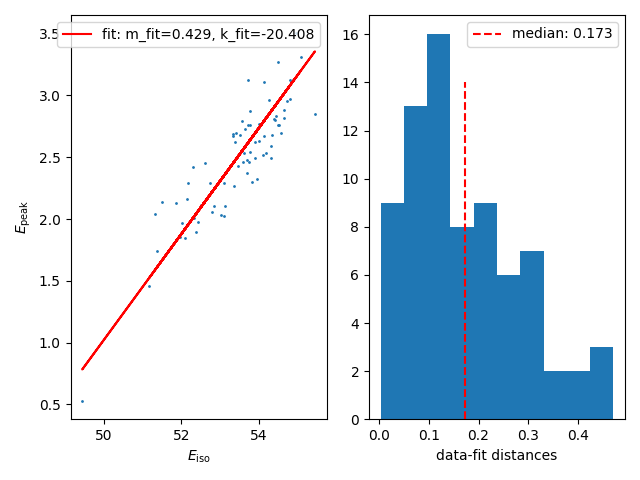 fit: m_fit=0.429, k_fit=-20.408
3.5
3.0
2.5
2.0
1.5
1.0
0.5
50 52 54
E_iso
E_peak
median: 0.173
16
14
12
10
8
6
4
2
0
0.0 0.1 0.2 0.3 0.4
data-fit distances